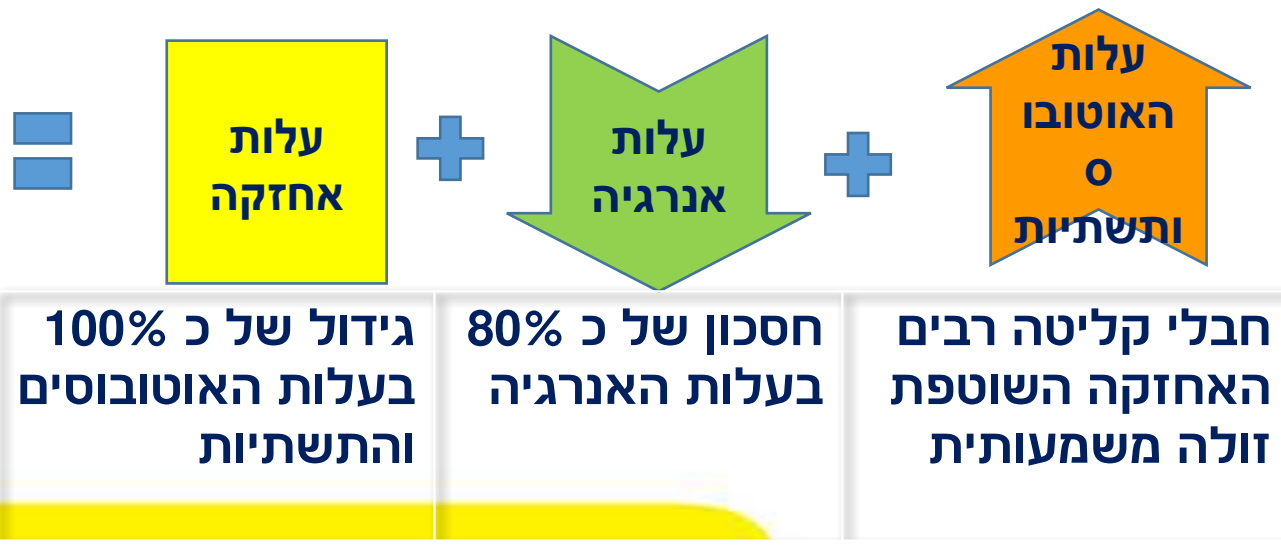 עלות
האוטובו
ס
ותשתיות
עלות
אנרגיה
עלות
אחזקה
חבלי קליטה רבים
האחזקה השוטפת
זולה משמעותית
חסכון של כ 80%
בעלות האנרגיה
גידול של כ 100%
בעלות האוטובוסים
והתשתיות